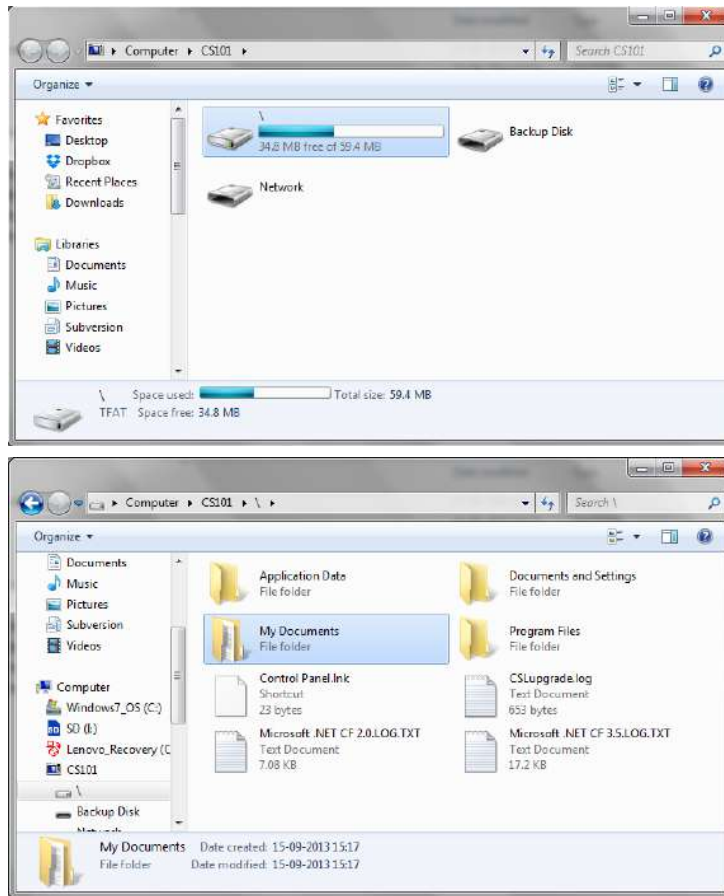 Computer ▸ CS101 ▸
Search CS101
Organize
Favorites
Desktop
Dropbox
Recent Places
Downloads
Libraries
Documents
Music
Pictures
Subversion
Videos
\
34.8 MB free of 59.4 MB
Backup Disk
Network
\ Space used: Total size: 59.4 MB
TFAT Space free: 34.8 MB
Computer ▸ CS101 ▸ \ ▸
Search \
Organize
Documents
Music
Pictures
Subversion
Videos
Computer
Windows7_OS (C:)
SD (I:)
Lenovo_Recovery (
CS101
\
Backup Disk
Application Data
File folder
Documents and Settings
File folder
My Documents
File folder
Program Files
File folder
Control Panel.lnk
Shortcut
23 bytes
CSLupgrade.log
Text Document
653 bytes
Microsoft .NET CF 2.0.LOG.TXT
Text Document
7.08 KB
Microsoft .NET CF 3.5.LOG.TXT
Text Document
17.2 KB
My Documents Date created: 15-09-2013 15:17
File folder Date modified: 15-09-2013 15:17